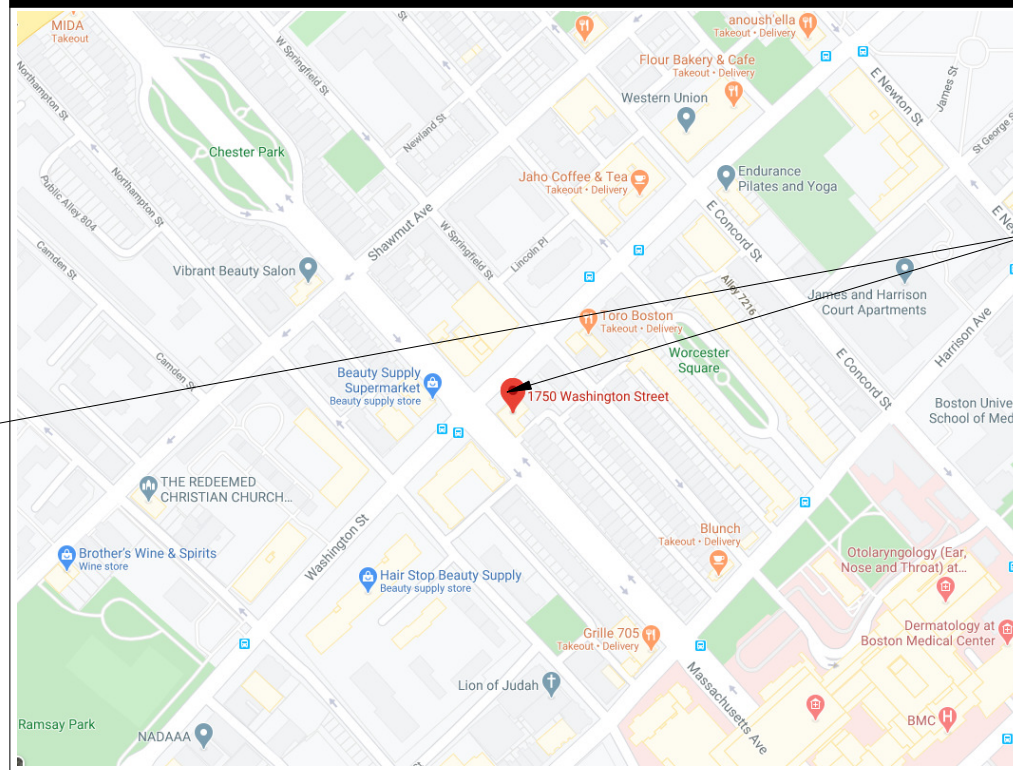 MIDA
Takeout
anoush'ella
Takeout • Delivery
Flour Bakery & Cafe
Takeout • Delivery
Western Union
W Springfield St
St
Northampton St
Newland St
E Newton St
James St
St George S
Chester Park
Jaho Coffee & Tea
Takeout • Delivery
Endurance
Pilates and Yoga
Public Alley 804
Northampton St
Shawmut Ave
W Springfield St
Lincoln Pl
E Concord St
E Ne
Camden St
Vibrant Beauty Salon
Alley 7216
James and Harrison
Court Apartments
Toro Boston
Takeout • Delivery
Harrison Ave
Worcester
Square
Camden St
Beauty Supply
Supermarket
Beauty supply store
1750 Washington Street
E Concord St
Boston Unive
School of Med
THE REDEEMED
CHRISTIAN CHURCH...
Washington St
Brother's Wine & Spirits
Wine store
Hair Stop Beauty Supply
Beauty supply store
Blunch
Takeout • Delivery
Otolaryngology (Ear,
Nose and Throat) at...
Grille 705
Takeout • Delivery
Dermatology at
Boston Medical Center
Lion of Judah
Massachusetts Ave
Ramsay Park
NADAAA
BMC
H